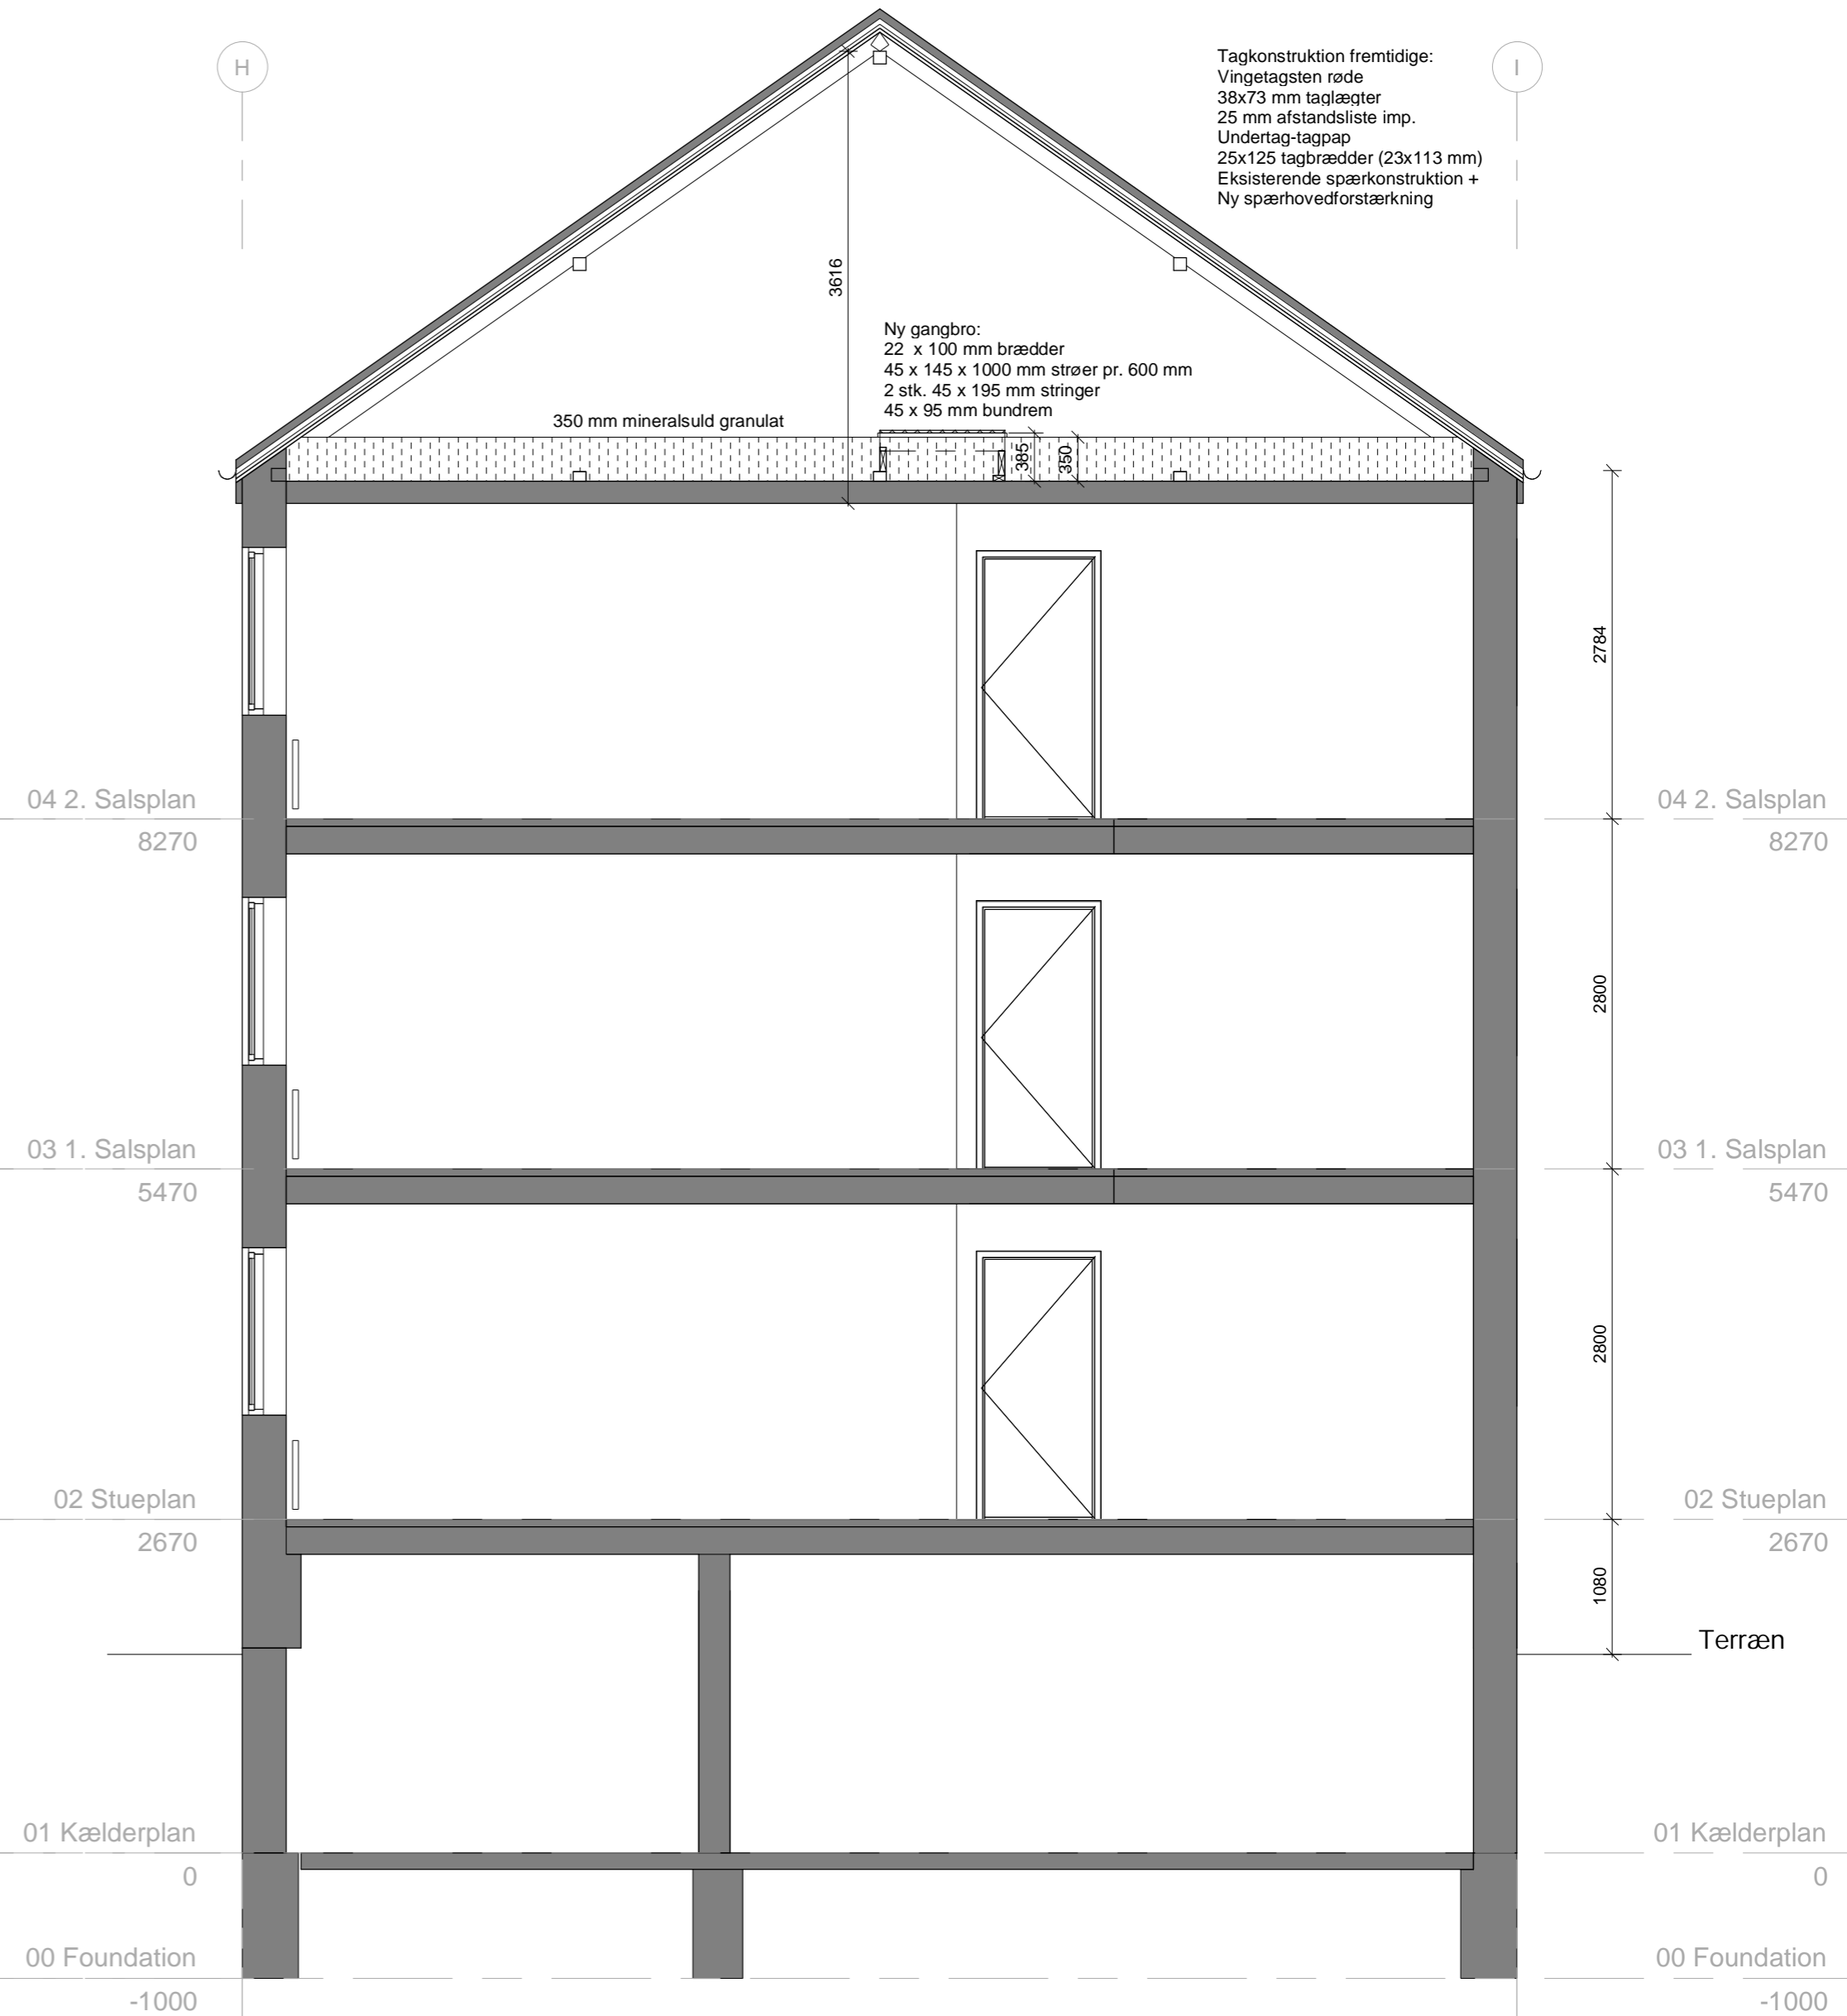 H
Tagkonstruktion fremtidige:
Vingetagsten røde
38x73 mm taglægter
25 mm afstandsliste imp.
Undertag-tagpap
25x125 tagbrædder (23x113 mm)
Eksisterende spærkonstruktion +
Ny spærhovedforstærkning
I
3616
Ny gangbro:
22 x 100 mm brædder
45 x 145 x 1000 mm strøer pr. 600 mm
2 stk. 45 x 195 mm stringer
45 x 95 mm bundrem
350 mm mineralsuld granulat
385
350
2784
04 2. Salsplan
8270
04 2. Salsplan
8270
2800
03 1. Salsplan
5470
03 1. Salsplan
5470
2800
02 Stueplan
2670
02 Stueplan
2670
1080
Terræn
01 Kælderplan
0
01 Kælderplan
0
00 Foundation
-1000
00 Foundation
-1000